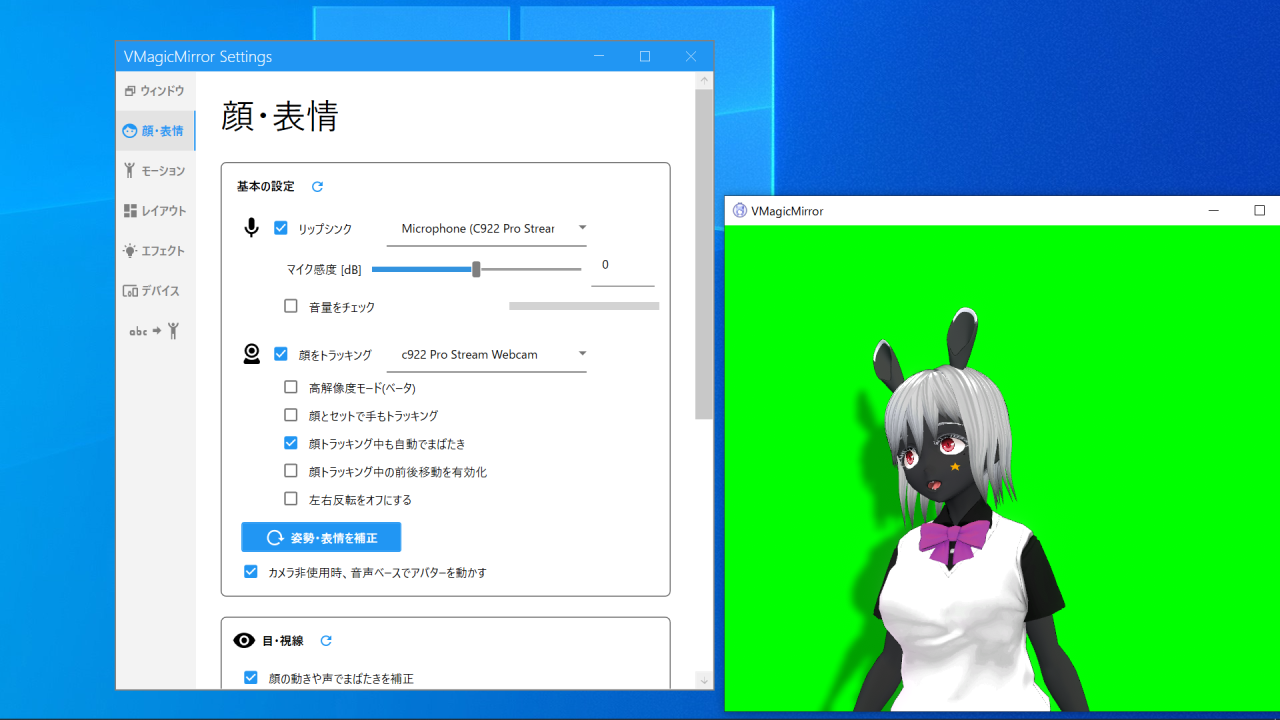 VMagicMirror Settings
ウィンドウ
顔・表情
モーション
レイアウト
エフェクト
デバイス
abc
顔・表情
基本の設定
リップシンク
Microphone (C922 Pro Strear
マイク感度 [dB]
0
音量をチェック
顔をトラッキング
c922 Pro Stream Webcam
高解像度モード(ベータ)
顔とセットで手もトラッキング
顔トラッキング中も自動でまばたき
顔トラッキング中の前後移動を有効化
左右反転をオフにする
姿勢・表情を補正
カメラ非使用時、音声ベースでアバターを動かす
目・視線
顔の動きや声でまばたきを補正
VMagicMirror